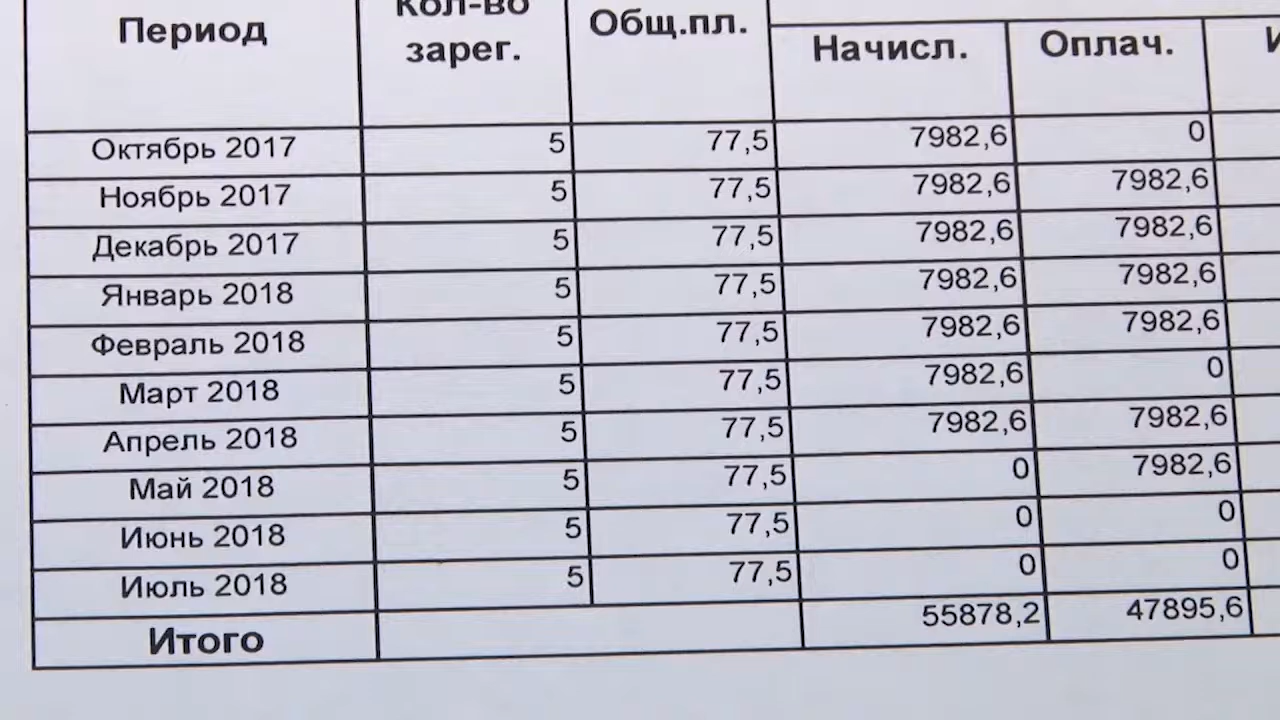 Период Кол-во зарег. Общ.пл. Начисл. Оплач.
Октябрь 2017 5 77,5 7982,6 0
Ноябрь 2017 5 77,5 7982,6 7982,6
Декабрь 2017 5 77,5 7982,6 7982,6
Январь 2018 5 77,5 7982,6 7982,6
Февраль 2018 5 77,5 7982,6 7982,6
Март 2018 5 77,5 7982,6 0
Апрель 2018 5 77,5 7982,6 7982,6
Май 2018 5 77,5 0 7982,6
Июнь 2018 5 77,5 0 0
Июль 2018 5 77,5 0 0
Итого 55878,2 47895,6